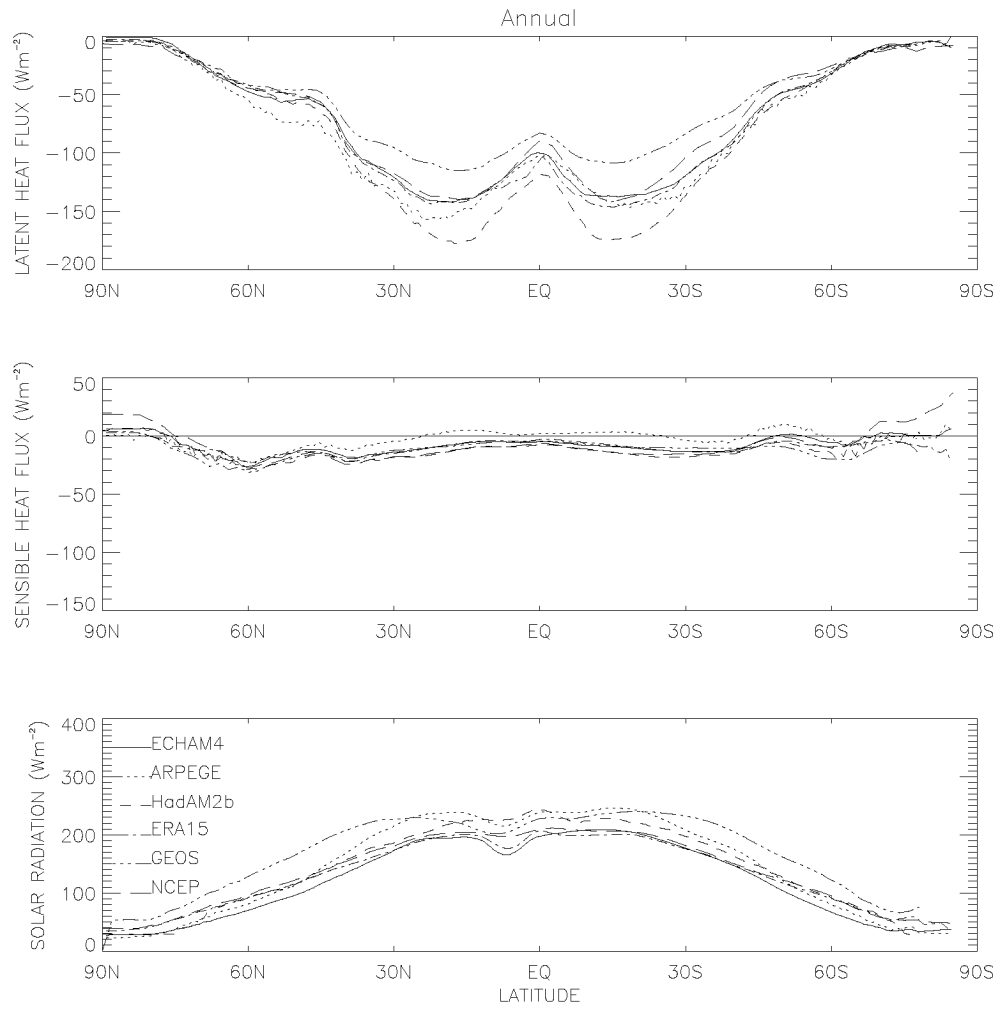 Annual
LATENT HEAT FLUX (Wm⁻²)
0
−50
−100
−150
−200
90N 60N 30N EQ 30S 60S 90S
SENSIBLE HEAT FLUX (Wm⁻²)
50
0
−50
−100
−150
90N 60N 30N EQ 30S 60S 90S
SOLAR RADIATION (Wm⁻²)
400
300
200
100
0
ECHAM4
ARPEGE
HadAM2b
ERA15
GEOS
NCEP
90N 60N 30N EQ 30S 60S 90S
LATITUDE